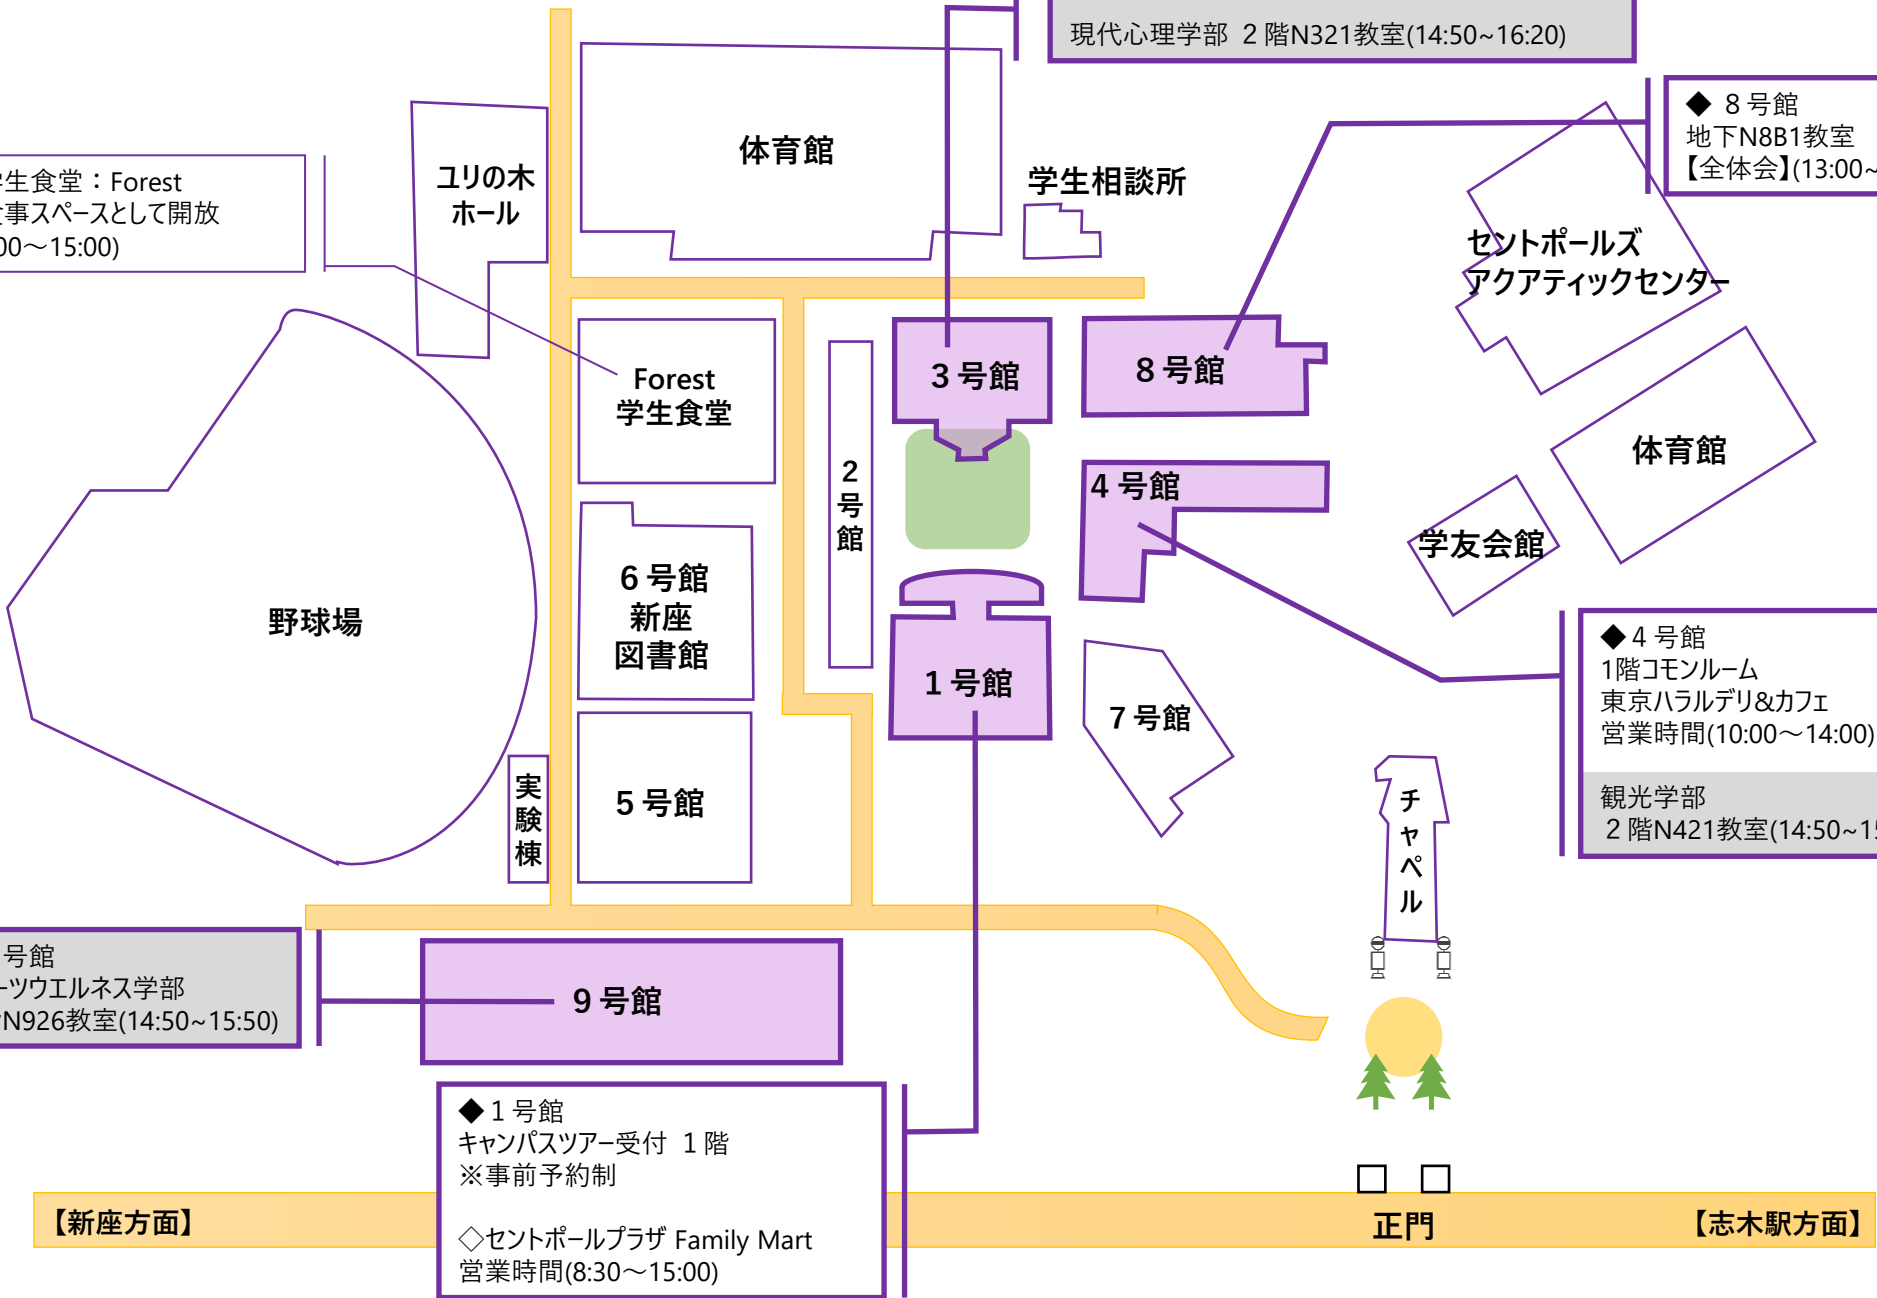 現代心理学部 ２階N321教室(14:50~16:20)
◆ ８号館
地下N8B1教室
【全体会】(13:00~
体育館
ユリの木
ホール
学生相談所
生食堂：Forest
事スペースとして開放
00～15:00)
セントポールズ
アクアティックセンター
Forest
学生食堂
３号館
８号館
２号館
４号館
体育館
学友会館
６号館
新座
図書館
野球場
１号館
７号館
◆４号館
1階コモンルーム
東京ハラルデリ&カフェ
営業時間(10:00～14:00)
観光学部
２階N421教室(14:50~15
実験棟
５号館
チャペル
号館
ーツウエルネス学部
N926教室(14:50~15:50)
９号館
◆１号館
キャンパスツアー受付 １階
※事前予約制
◇セントポールプラザ Family Mart
営業時間(8:30～15:00)
【新座方面】
正門
【志木駅方面】